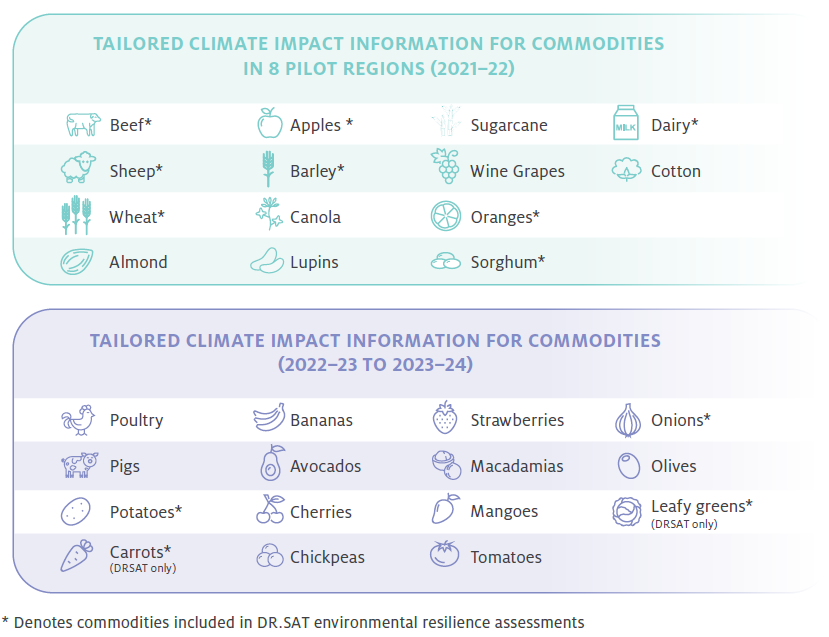 TAILORED CLIMATE IMPACT INFORMATION FOR COMMODITIES
IN 8 PILOT REGIONS (2021–22)
Beef*
Apples *
Sugarcane
MILK
Dairy*
Sheep*
Barley*
Wine Grapes
Cotton
Wheat*
Canola
Oranges*
Almond
Lupins
Sorghum*
TAILORED CLIMATE IMPACT INFORMATION FOR COMMODITIES
(2022–23 TO 2023–24)
Poultry
Bananas
Strawberries
Onions*
Pigs
Avocados
Macadamias
Olives
Potatoes*
Cherries
Mangoes
Leafy greens*
(DRSAT only)
Carrots*
(DRSAT only)
Chickpeas
Tomatoes
* Denotes commodities included in DR.SAT environmental resilience assessments